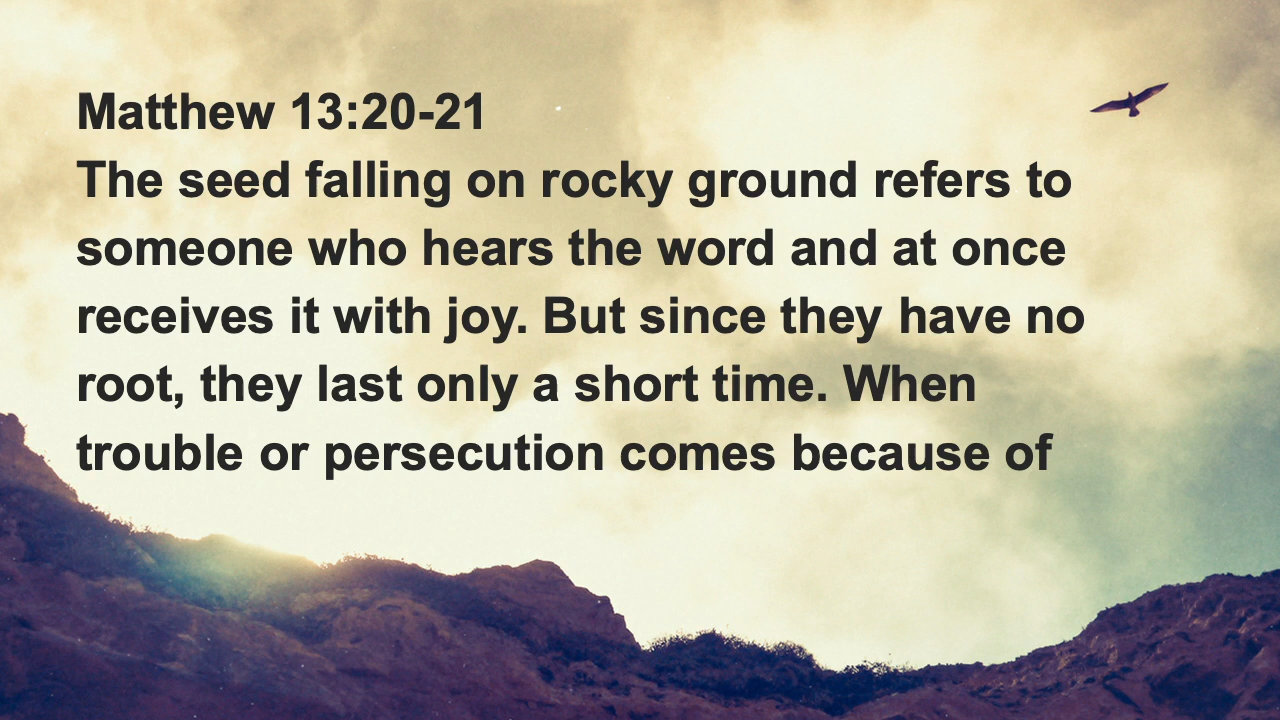 Matthew 13:20-21
The seed falling on rocky ground refers to
someone who hears the word and at once
receives it with joy. But since they have no
root, they last only a short time. When
trouble or persecution comes because of